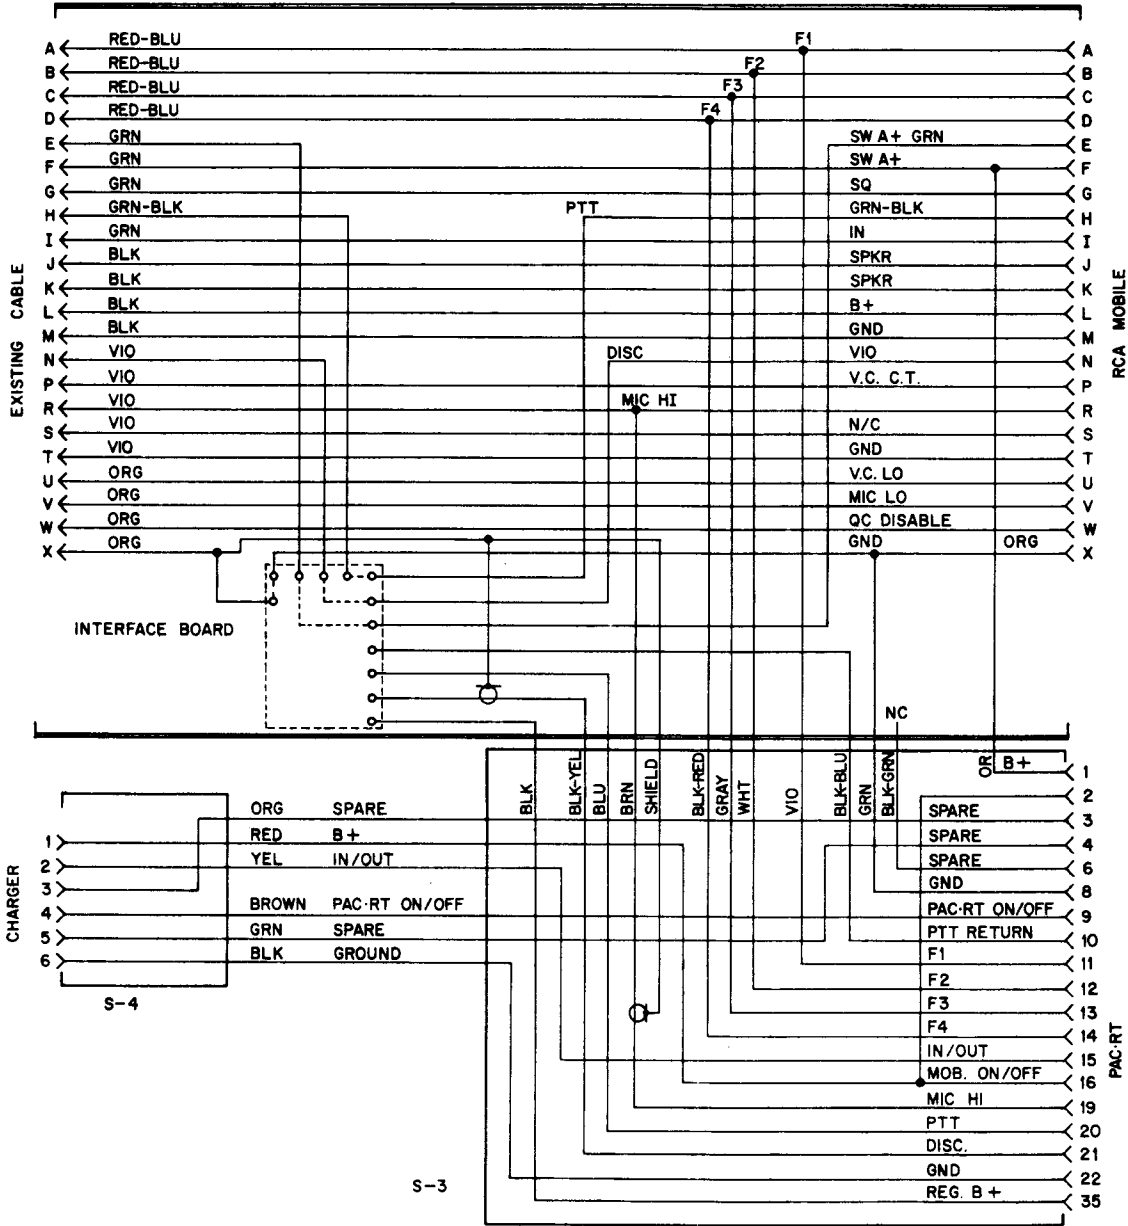 A RED-BLU F1 A
B RED-BLU F2 B
C RED-BLU F3 C
D RED-BLU F4 D
E GRN SW A+ GRN E
F GRN SW A+ F
G GRN SQ G
H GRN-BLK PTT GRN-BLK H
I GRN IN I
J BLK SPKR J
K BLK SPKR K
L BLK B+ L
M BLK GND M
N VIO DISC VIO N
P VIO V.C. C.T. P
R VIO MIC HI R
S VIO N/C S
T VIO GND T
U ORG V.C. LO U
V ORG MIC LO V
W ORG QC DISABLE W
X ORG GND ORG X
EXISTING CABLE
RCA MOBILE
INTERFACE BOARD
NC
BLK
BLK-YEL
BLU
BRN
SHIELD
BLK-RED
GRAY
WHT
VIO
BLK-BLU
GRN
BLK-GRN
OR
B+ 1
2
ORG SPARE SPARE 3
1 RED B+ SPARE 4
2 YEL IN/OUT SPARE 6
3 GND 8
4 BROWN PAC·RT ON/OFF PAC·RT ON/OFF 9
5 GRN SPARE PTT RETURN 10
6 BLK GROUND F1 11
CHARGER
S-4
F2 12
F3 13
F4 14
IN/OUT 15
MOB. ON/OFF 16
MIC HI 19
PTT 20
DISC. 21
GND 22
REG. B+ 35
PAC·RT
S-3